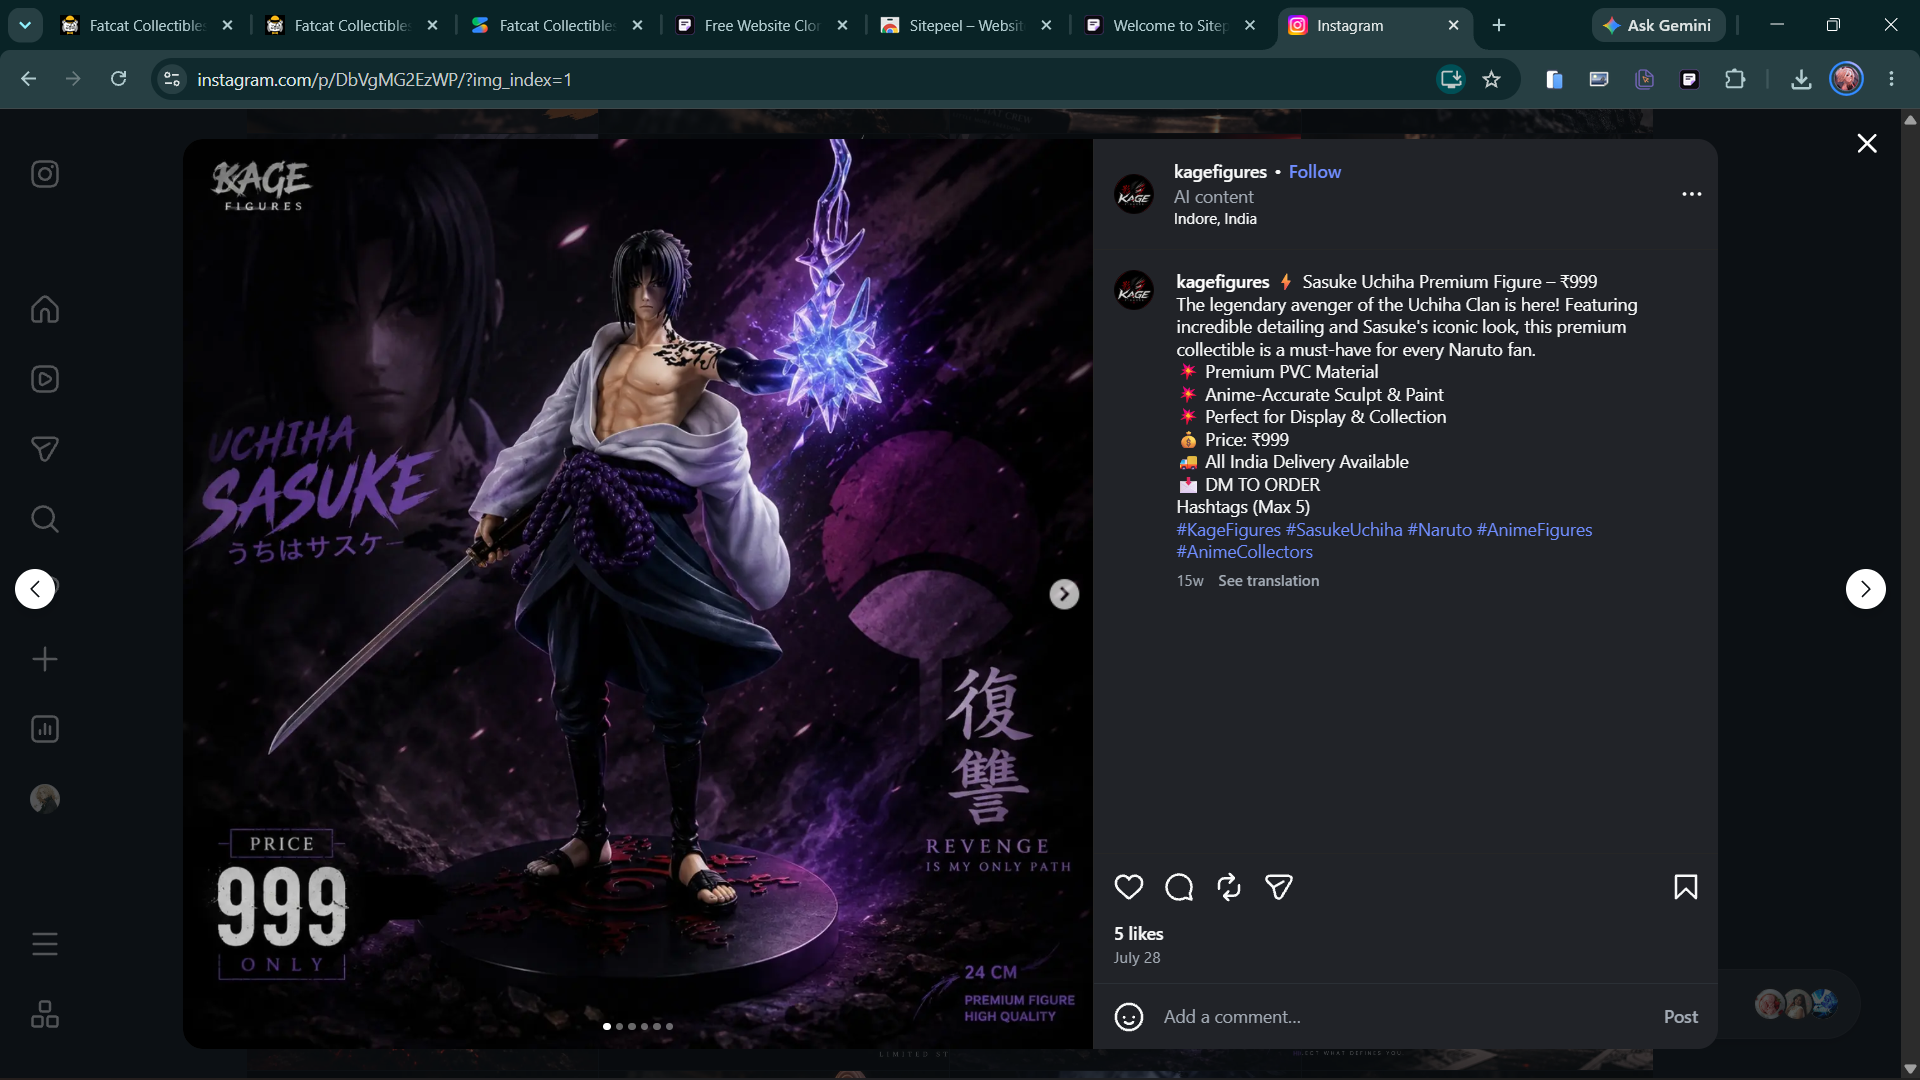 Fatcat Collectibles
Fatcat Collectibles
Fatcat Collectibles
Free Website Clo
Sitepeel – Websit
Welcome to Sitep
Instagram
Ask Gemini
instagram.com/p/DbVgMG2EzWP/?img_index=1
KAGE
FIGURES
UCHIHA
SASUKE
うちはサスケ
復讐
REVENGE
IS MY ONLY PATH
PRICE
999
ONLY
24 CM
PREMIUM FIGURE
HIGH QUALITY
KAGE
kagefigures • Follow
AI content
Indore, India
KAGE
kagefigures ⚡ Sasuke Uchiha Premium Figure – ₹999
The legendary avenger of the Uchiha Clan is here! Featuring
incredible detailing and Sasuke's iconic look, this premium
collectible is a must-have for every Naruto fan.
💥 Premium PVC Material
💥 Anime-Accurate Sculpt & Paint
💥 Perfect for Display & Collection
💰 Price: ₹999
🚚 All India Delivery Available
📩 DM TO ORDER
Hashtags (Max 5)
#KageFigures #SasukeUchiha #Naruto #AnimeFigures
#AnimeCollectors
15w See translation
5 likes
July 28
Add a comment...
Post